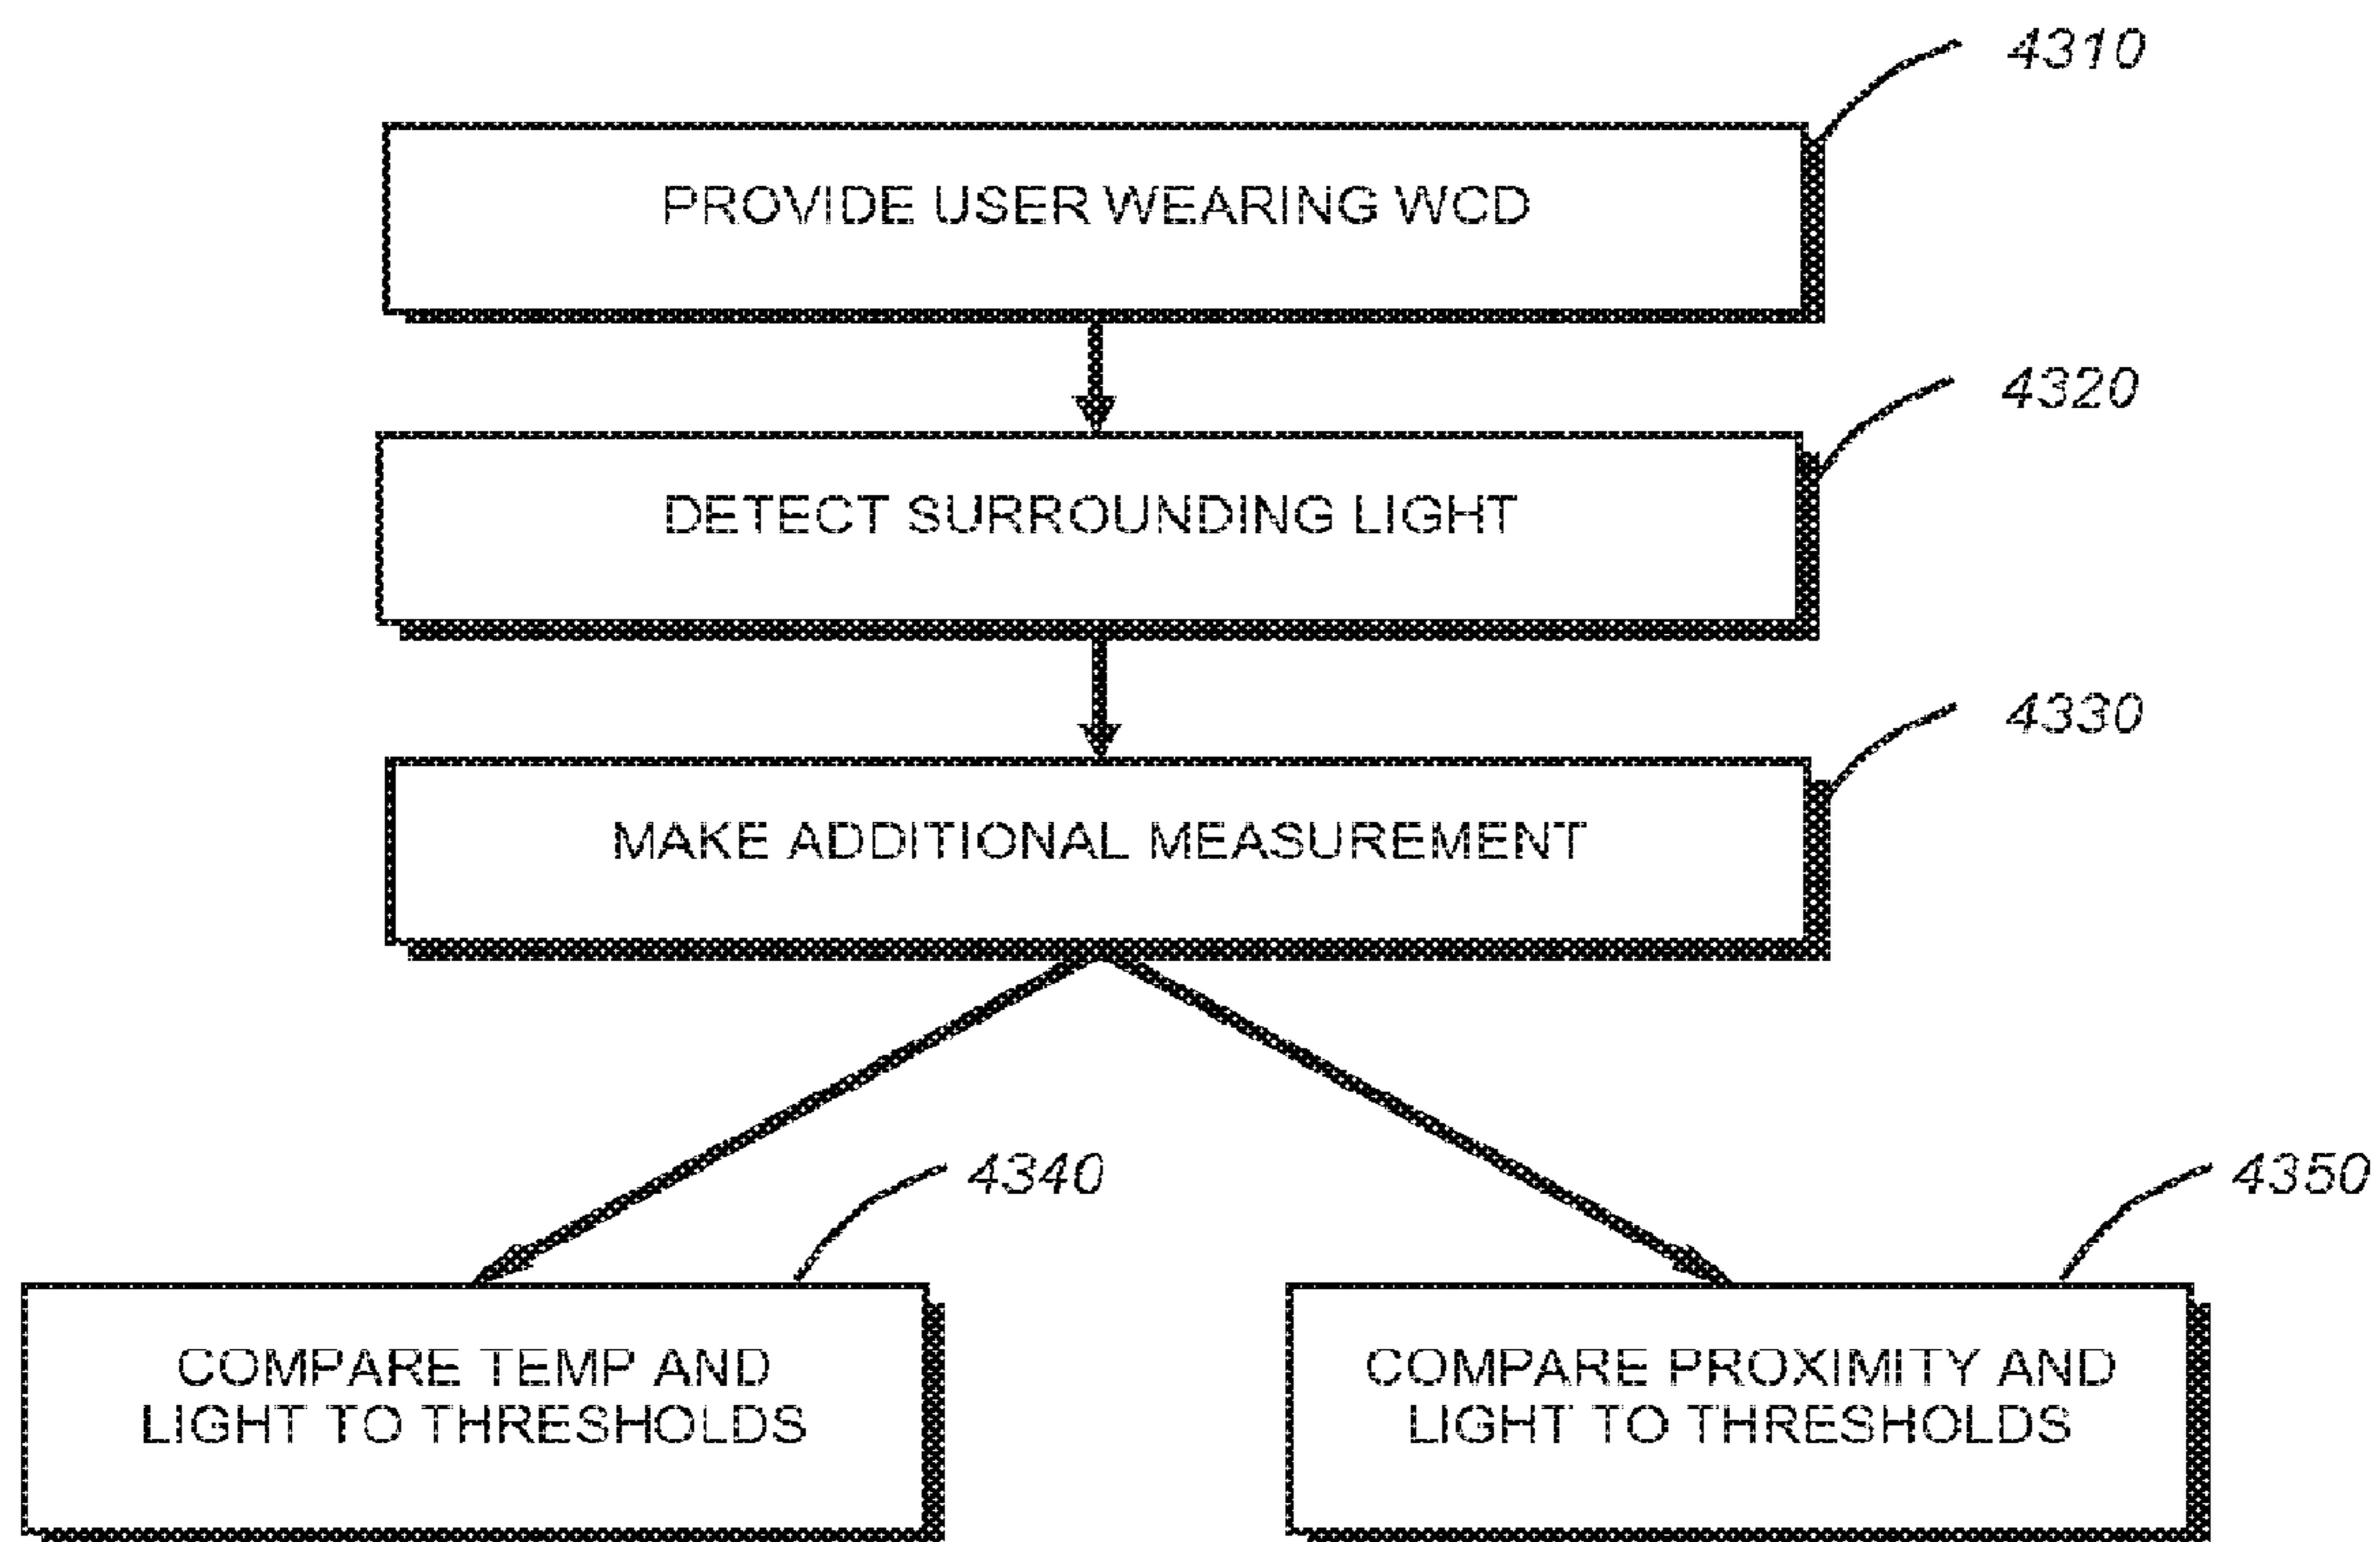 4310
PROVIDE USER WEARING WCD
4320
DETECT SURROUNDING LIGHT
4330
MAKE ADDITIONAL MEASUREMENT
4340
COMPARE TEMP AND
LIGHT TO THRESHOLDS
4350
COMPARE PROXIMITY AND
LIGHT TO THRESHOLDS